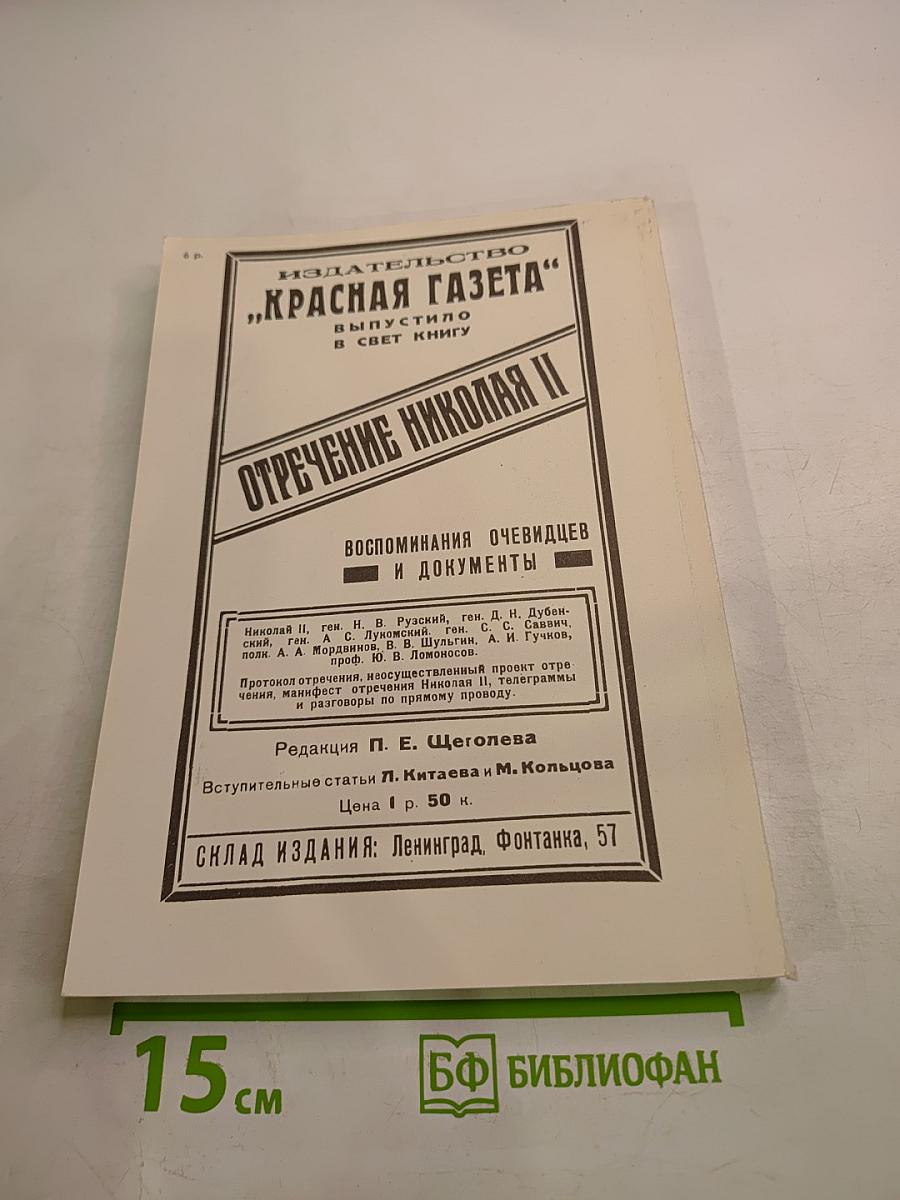 6 р.
ИЗДАТЕЛЬСТВО
„КРАСНАЯ ГАЗЕТА“
ВЫПУСТИЛО
В СВЕТ КНИГУ
ОТРЕЧЕНИЕ НИКОЛАЯ II
ВОСПОМИНАНИЯ ОЧЕВИДЦЕВ
И ДОКУМЕНТЫ
Николай II, ген. Н. В. Рузский, ген. Д. Н. Дубен-
ский, ген. А. С. Лукомский. ген. С. С. Саввич,
полк. А. А. Мордвинов, В. В. Шульгин, А. И. Гучков,
проф. Ю. В. Ломоносов.
Протокол отречения, неосуществленный проект отре
чения, манифест отречения Николая II, телеграммы
и разговоры по прямому проводу.
Редакция П. Е. Щеголева
Вступительные статьи Л. Китаева и М. Кольцова
Цена 1 р. 50 к.
СКЛАД ИЗДАНИЯ: Ленинград, Фонтанка, 57
15 см
БФ БИБЛИОФАН